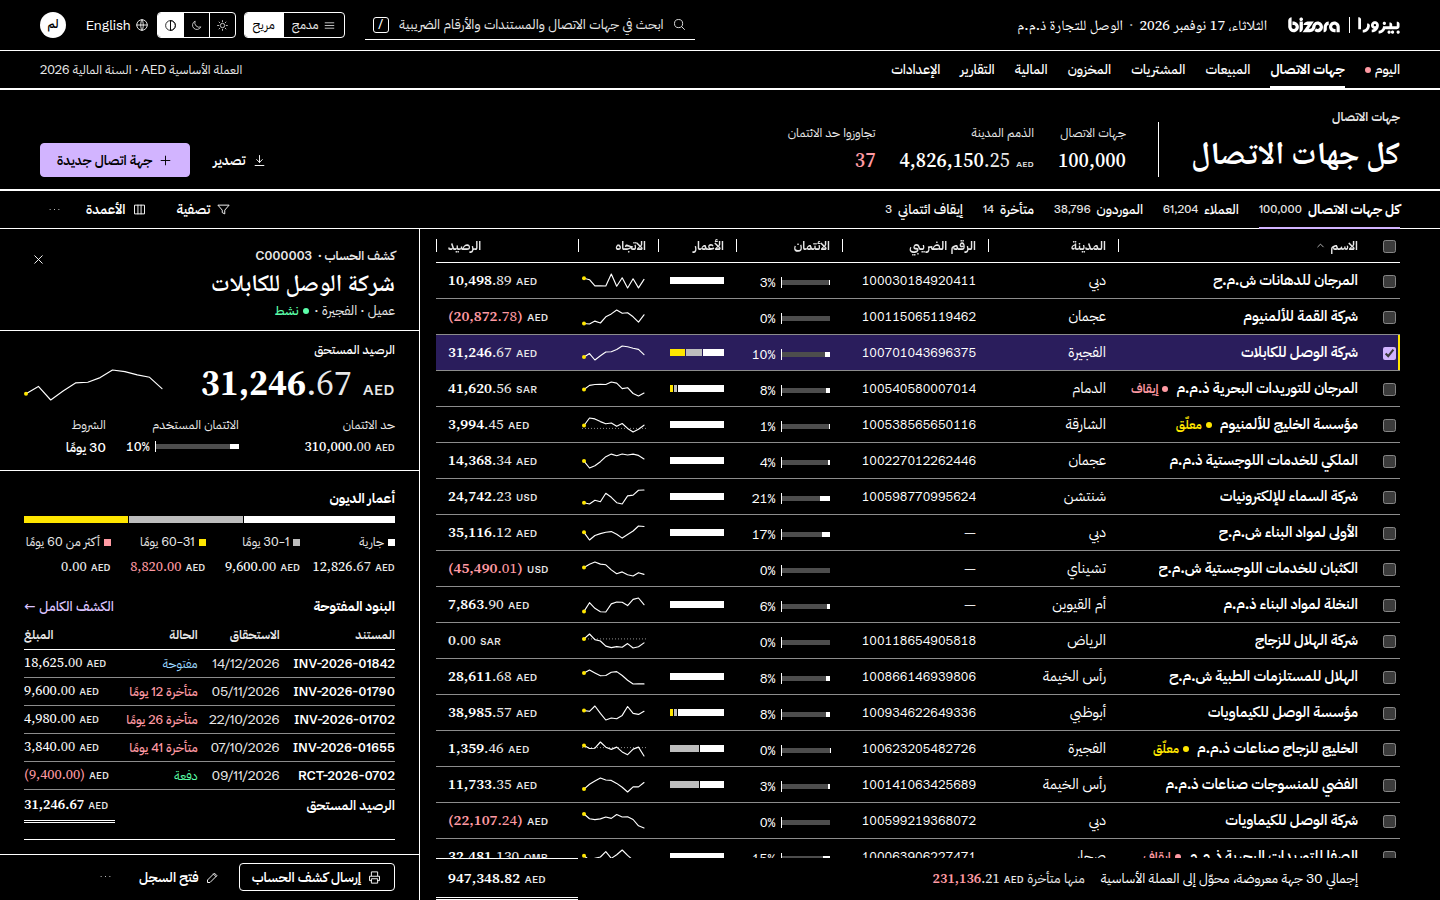 بيزورا | bizora
الثلاثاء، 17 نوفمبر 2026 · الوصل للتجارة ذ.م.م
ابحث في جهات الاتصال والمستندات والأرقام الضريبية /
مدمج مريح
English
لم
اليوم جهات الاتصال المبيعات المشتريات المخزون المالية التقارير الإعدادات
العملة الأساسية AED · السنة المالية 2026
جهات الاتصال
كل جهات الاتصال
جهات الاتصال 100,000
الذمم المدينة AED 4,826,150.25
تجاوزوا حد الائتمان 37
تصدير
جهة اتصال جديدة
كل جهات الاتصال 100,000 العملاء 61,204 الموردون 38,796 متأخرة 14 إيقاف ائتماني 3
تصفية الأعمدة ...
الاسم المدينة الرقم الضريبي الائتمان الأعمار الاتجاه الرصيد
المرجان للدهانات ش.م.ح دبي 100030184920411 3% 10,498.89 AED
شركة القمة للألمنيوم عجمان 100115065119462 0% (20,872.78) AED
شركة الوصل للكابلات الفجيرة 100701043696375 10% 31,246.67 AED
المرجان للتوريدات البحرية ذ.م.م إيقاف الدمام 100540580007014 8% 41,620.56 SAR
مؤسسة الخليج للألمنيوم معلّق الشارقة 100538565650116 1% 3,994.45 AED
الملكي للخدمات اللوجستية ذ.م.م عجمان 100227012262446 4% 14,368.34 AED
شركة السماء للإلكترونيات شنتشن 100598770995624 21% 24,742.23 USD
الأولى لمواد البناء ش.م.ح دبي — 17% 35,116.12 AED
الكثبان للخدمات اللوجستية ش.م.ح تشيناي — 0% (45,490.01) USD
النخلة لمواد البناء ذ.م.م أم القيوين — 6% 7,863.90 AED
شركة الهلال للزجاج الرياض 100118654905818 0% 0.00 SAR
الهلال للمستلزمات الطبية ش.م.ح رأس الخيمة 100866146939806 8% 28,611.68 AED
مؤسسة الوصل للكيماويات أبوظبي 100934622649336 8% 38,985.57 AED
الخليج للزجاج صناعات ذ.م.م معلّق الفجيرة 100623205482726 0% 1,359.46 AED
الفضي للمنسوجات صناعات ذ.م.م رأس الخيمة 100141063425689 3% 11,733.35 AED
شركة الوصل للكيماويات دبي 100599219368072 0% (22,107.24) AED
الصفا للتوريدات البحرية ذ.م.م إيقاف صحار 100063906227471 15% 32,481.130 OMR
إجمالي 30 جهة معروضة، محوّل إلى العملة الأساسية منها متأخرة AED 231,136.21 947,348.82 AED
كشف الحساب · C000003
شركة الوصل للكابلات
عميل · الفجيرة · نشط
الرصيد المستحق
31,246.67 AED
حد الائتمان الائتمان المستخدم الشروط
310,000.00 AED 10% 30 يومًا
أعمار الديون
جارية 1–30 يومًا 31–60 يومًا أكثر من 60 يومًا
12,826.67 AED 9,600.00 AED 8,820.00 AED 0.00 AED
البنود المفتوحة الكشف الكامل ←
المستند الاستحقاق الحالة المبلغ
INV-2026-01842 14/12/2026 مفتوحة 18,625.00 AED
INV-2026-01790 05/11/2026 متأخرة 12 يومًا 9,600.00 AED
INV-2026-01702 22/10/2026 متأخرة 26 يومًا 4,980.00 AED
INV-2026-01655 07/10/2026 متأخرة 41 يومًا 3,840.00 AED
RCT-2026-0702 09/11/2026 دفعة (9,400.00) AED
الرصيد المستحق 31,246.67 AED
إرسال كشف الحساب فتح السجل ...